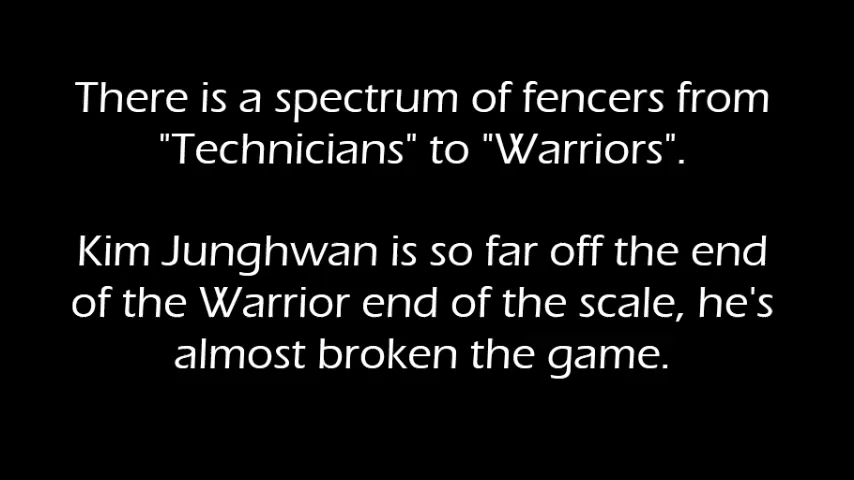 There is a spectrum of fencers from
"Technicians" to "Warriors".
Kim Junghwan is so far off the end
of the Warrior end of the scale, he's
almost broken the game.